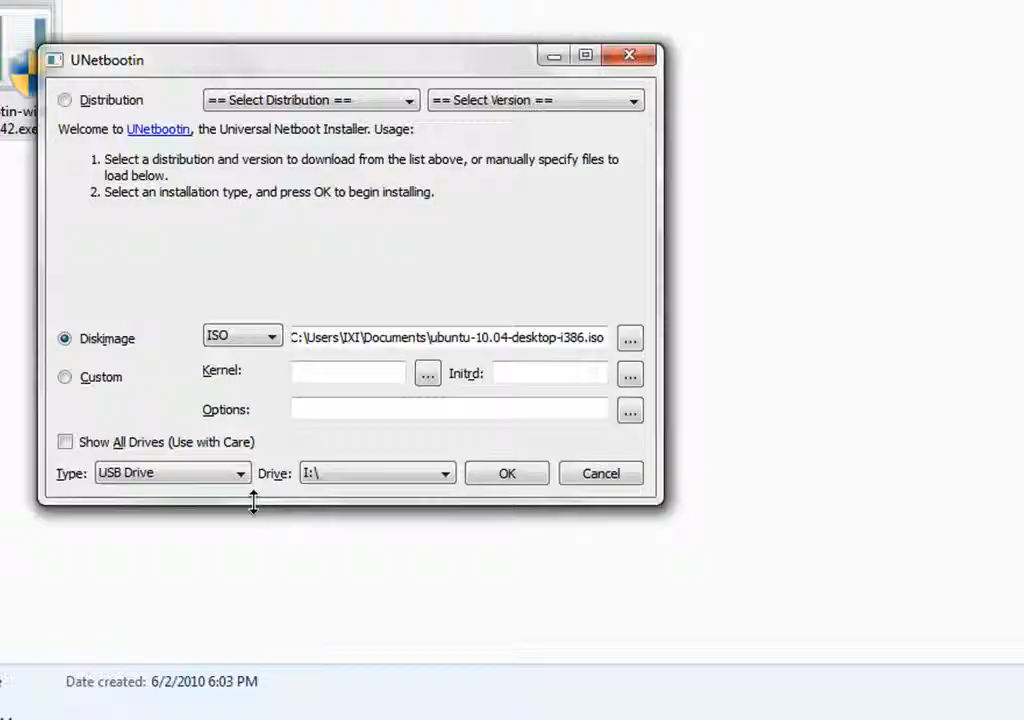 UNetbootin
tin-wi
42.exe
Distribution
== Select Distribution ==
== Select Version ==
Welcome to UNetbootin, the Universal Netboot Installer. Usage:
1. Select a distribution and version to download from the list above, or manually specify files to
load below.
2. Select an installation type, and press OK to begin installing.
Diskimage
ISO
C:\Users\IXI\Documents\ubuntu-10.04-desktop-i386.iso
...
Custom
Kernel:
...
Initrd:
...
Options:
...
Show All Drives (Use with Care)
Type:
USB Drive
Drive:
I:\
OK
Cancel
Date created: 6/2/2010 6:03 PM